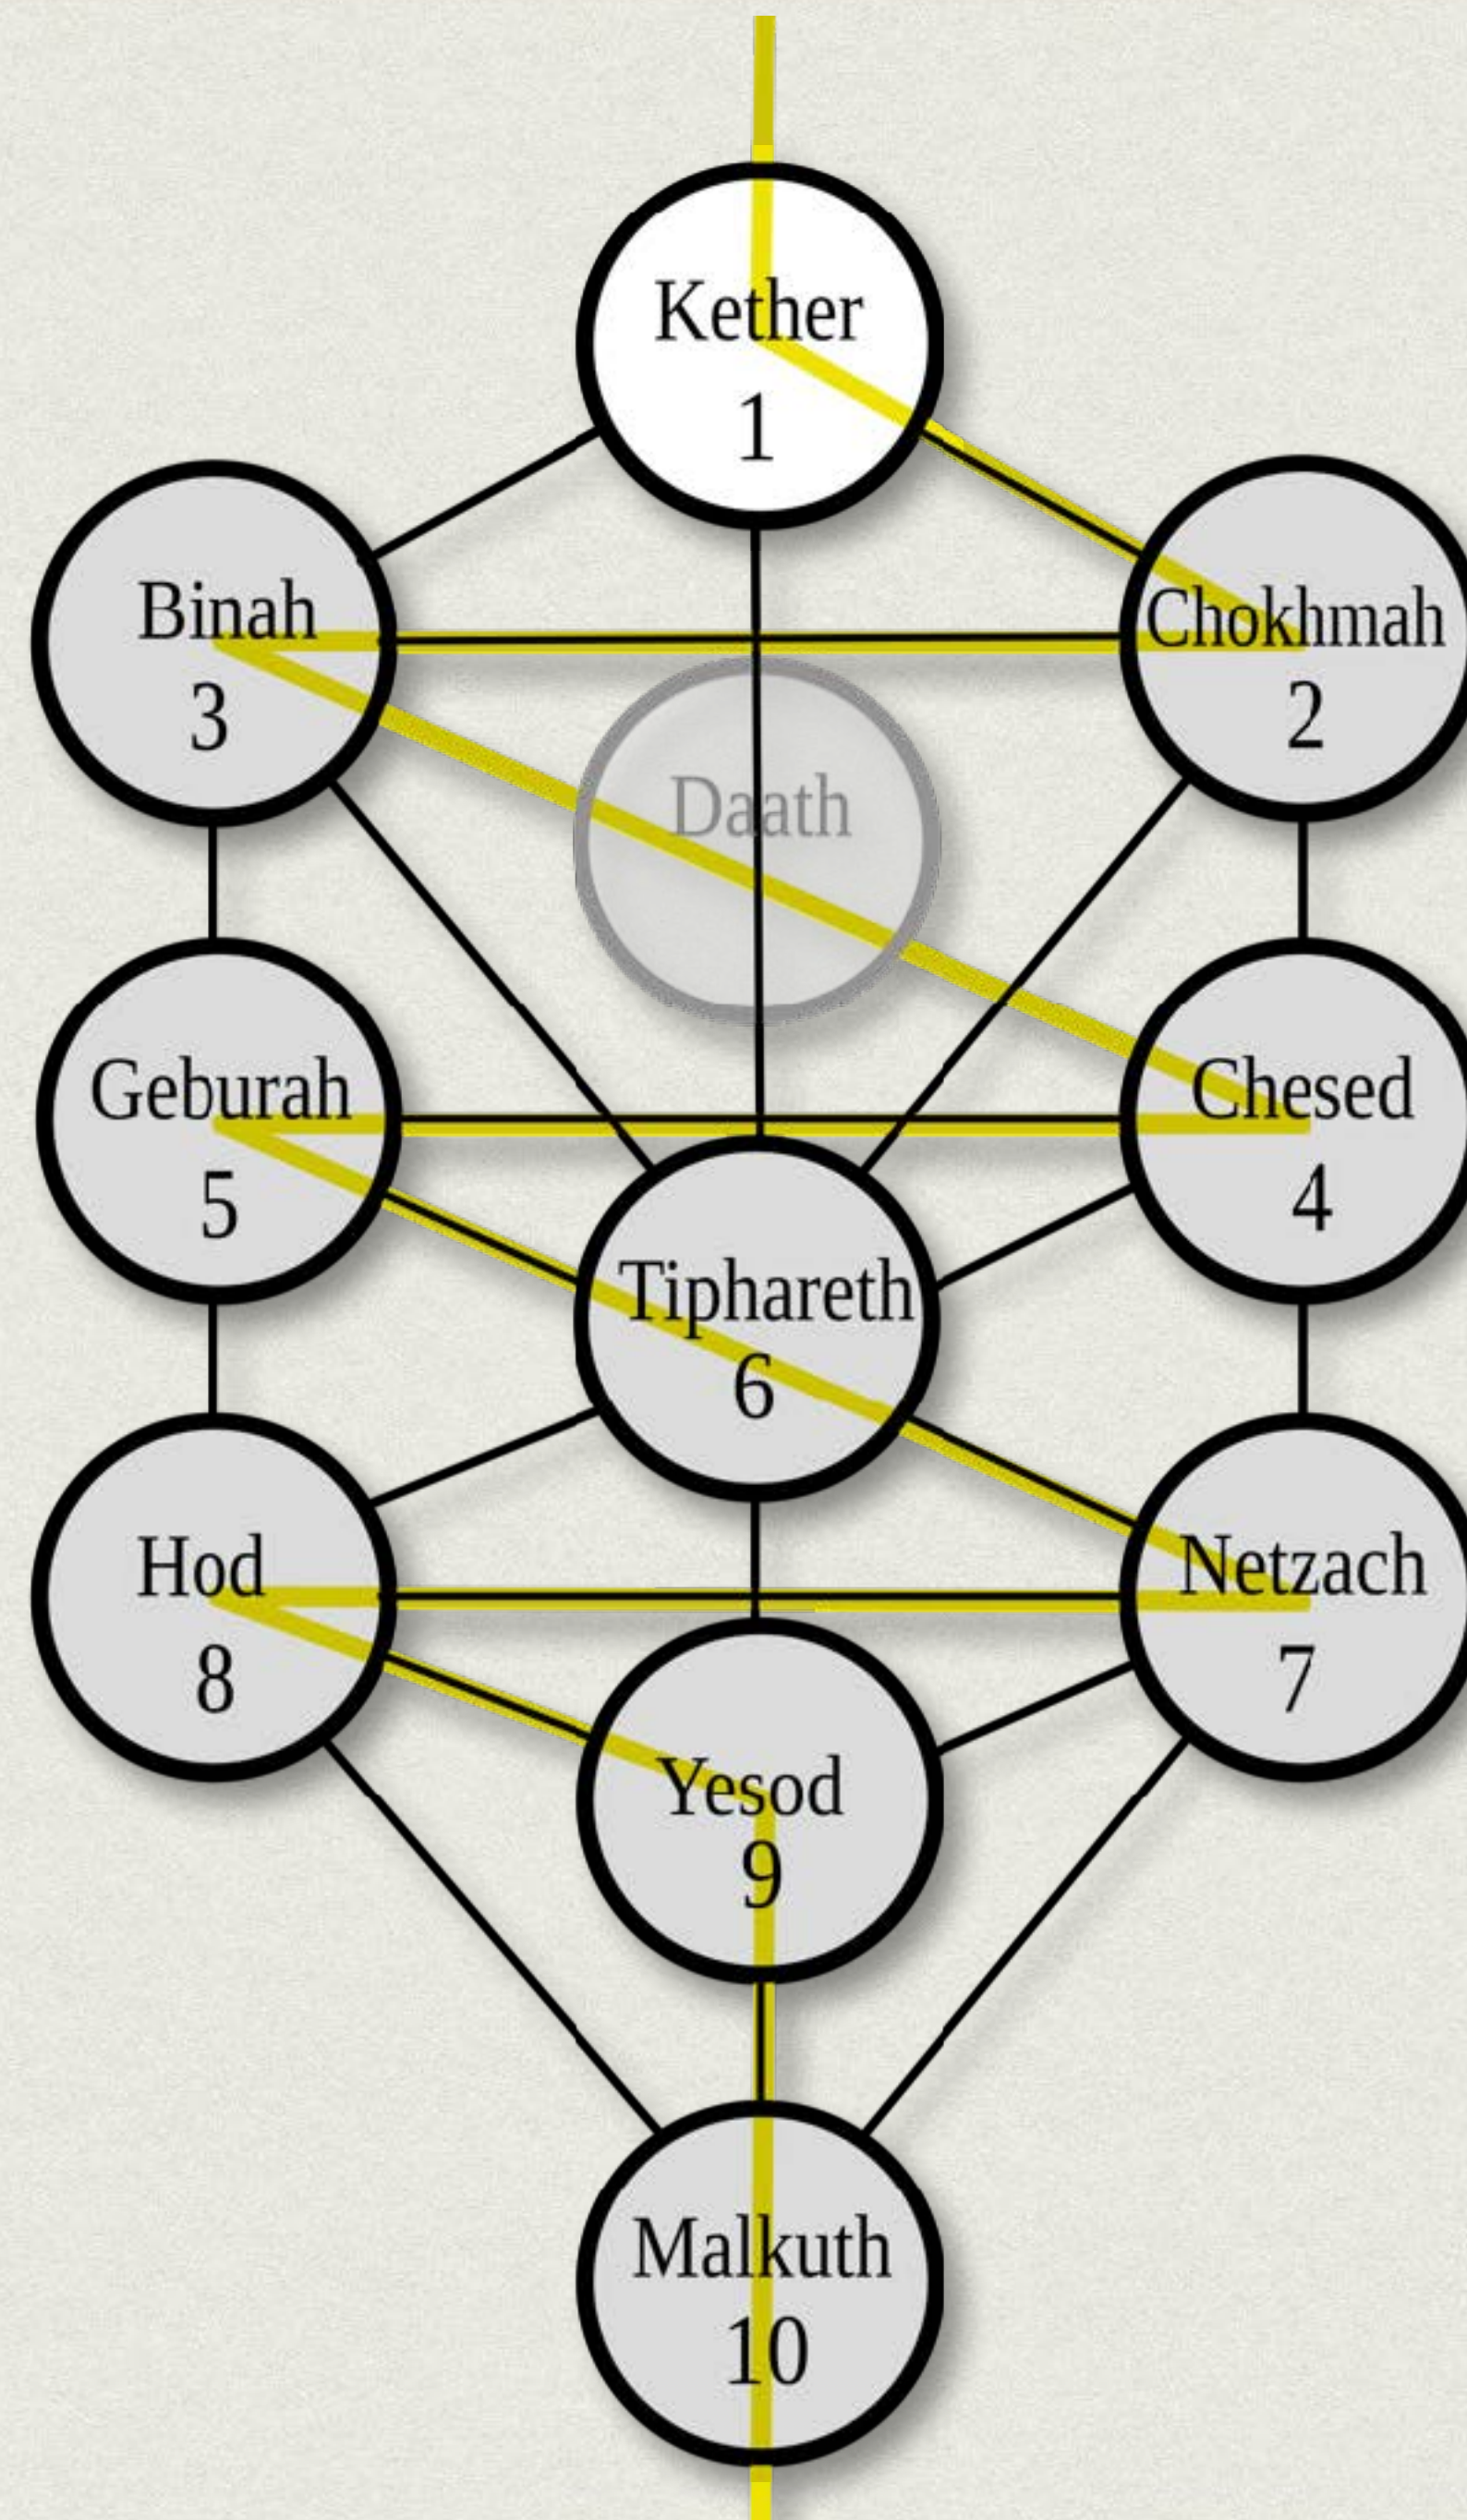 Kether
1
Binah
3
Chokhmah
2
Daath
Geburah
5
Chesed
4
Tiphareth
6
Hod
8
Netzach
7
Yesod
9
Malkuth
10